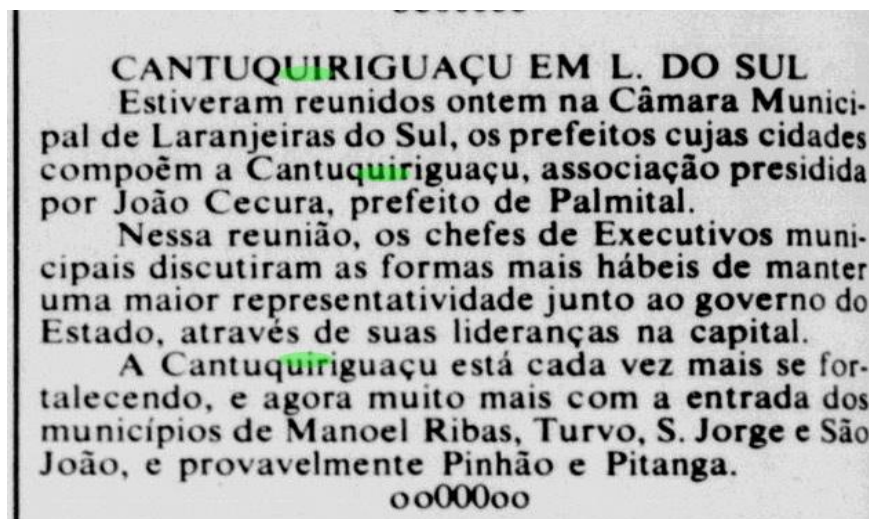 CANTUQUIRIGUAÇU EM L. DO SUL
Estiveram reunidos ontem na Câmara Munici-
pal de Laranjeiras do Sul, os prefeitos cujas cidades
compoẽm a Cantuquiriguaçu, associação presidida
por João Cecura, prefeito de Palmital.
Nessa reunião, os chefes de Executivos muni-
cipais discutiram as formas mais hábeis de manter
uma maior representatividade junto ao governo do
Estado, através de suas lideranças na capital.
A Cantuquiriguaçu está cada vez mais se for-
talecendo, e agora muito mais com a entrada dos
municípios de Manoel Ribas, Turvo, S. Jorge e São
João, e provavelmente Pinhão e Pitanga.
oo000oo